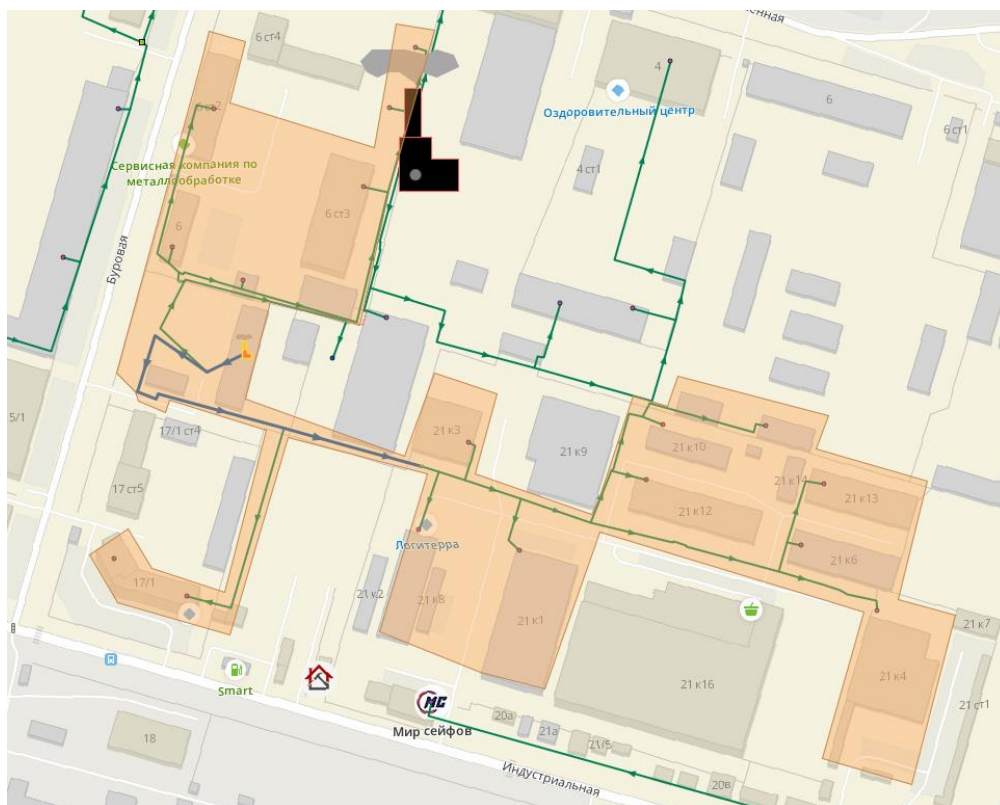 6 ст4
4
Оздоровительный центр
6
6 ст1
4 ст1
Сервисная компания по
металлообработке
6
6 ст3
Буровая
5/1
17/1 ст4
21 к3
21 к9
21 к10
21 к14
21 к13
17 ст5
21 к12
Логитерра
21 к6
17/1
21 к2
21 к8
21 к1
21 к7
21 к16
21 к4
21 ст1
Smart
МС
Мир сейфов
20а
21а
21/5
18
20в
Индустриальная